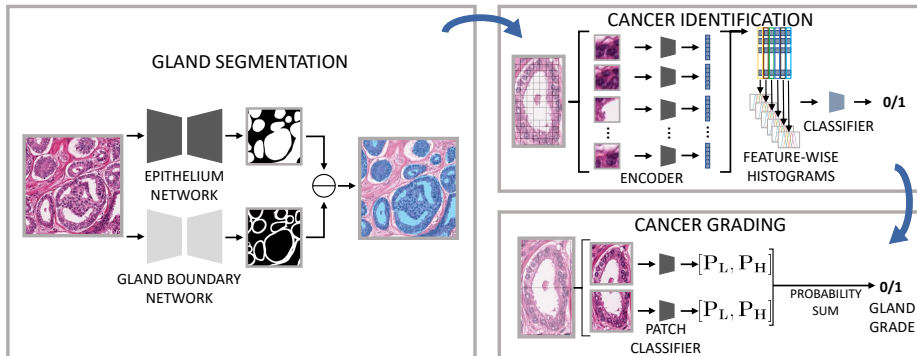 GLAND SEGMENTATION
EPITHELIUM
NETWORK
GLAND BOUNDARY
NETWORK
CANCER IDENTIFICATION
ENCODER
FEATURE-WISE
HISTOGRAMS
CLASSIFIER
0/1
CANCER GRADING
[P_L, P_H]
[P_L, P_H]
PATCH
CLASSIFIER
PROBABILITY
SUM
0/1
GLAND
GRADE